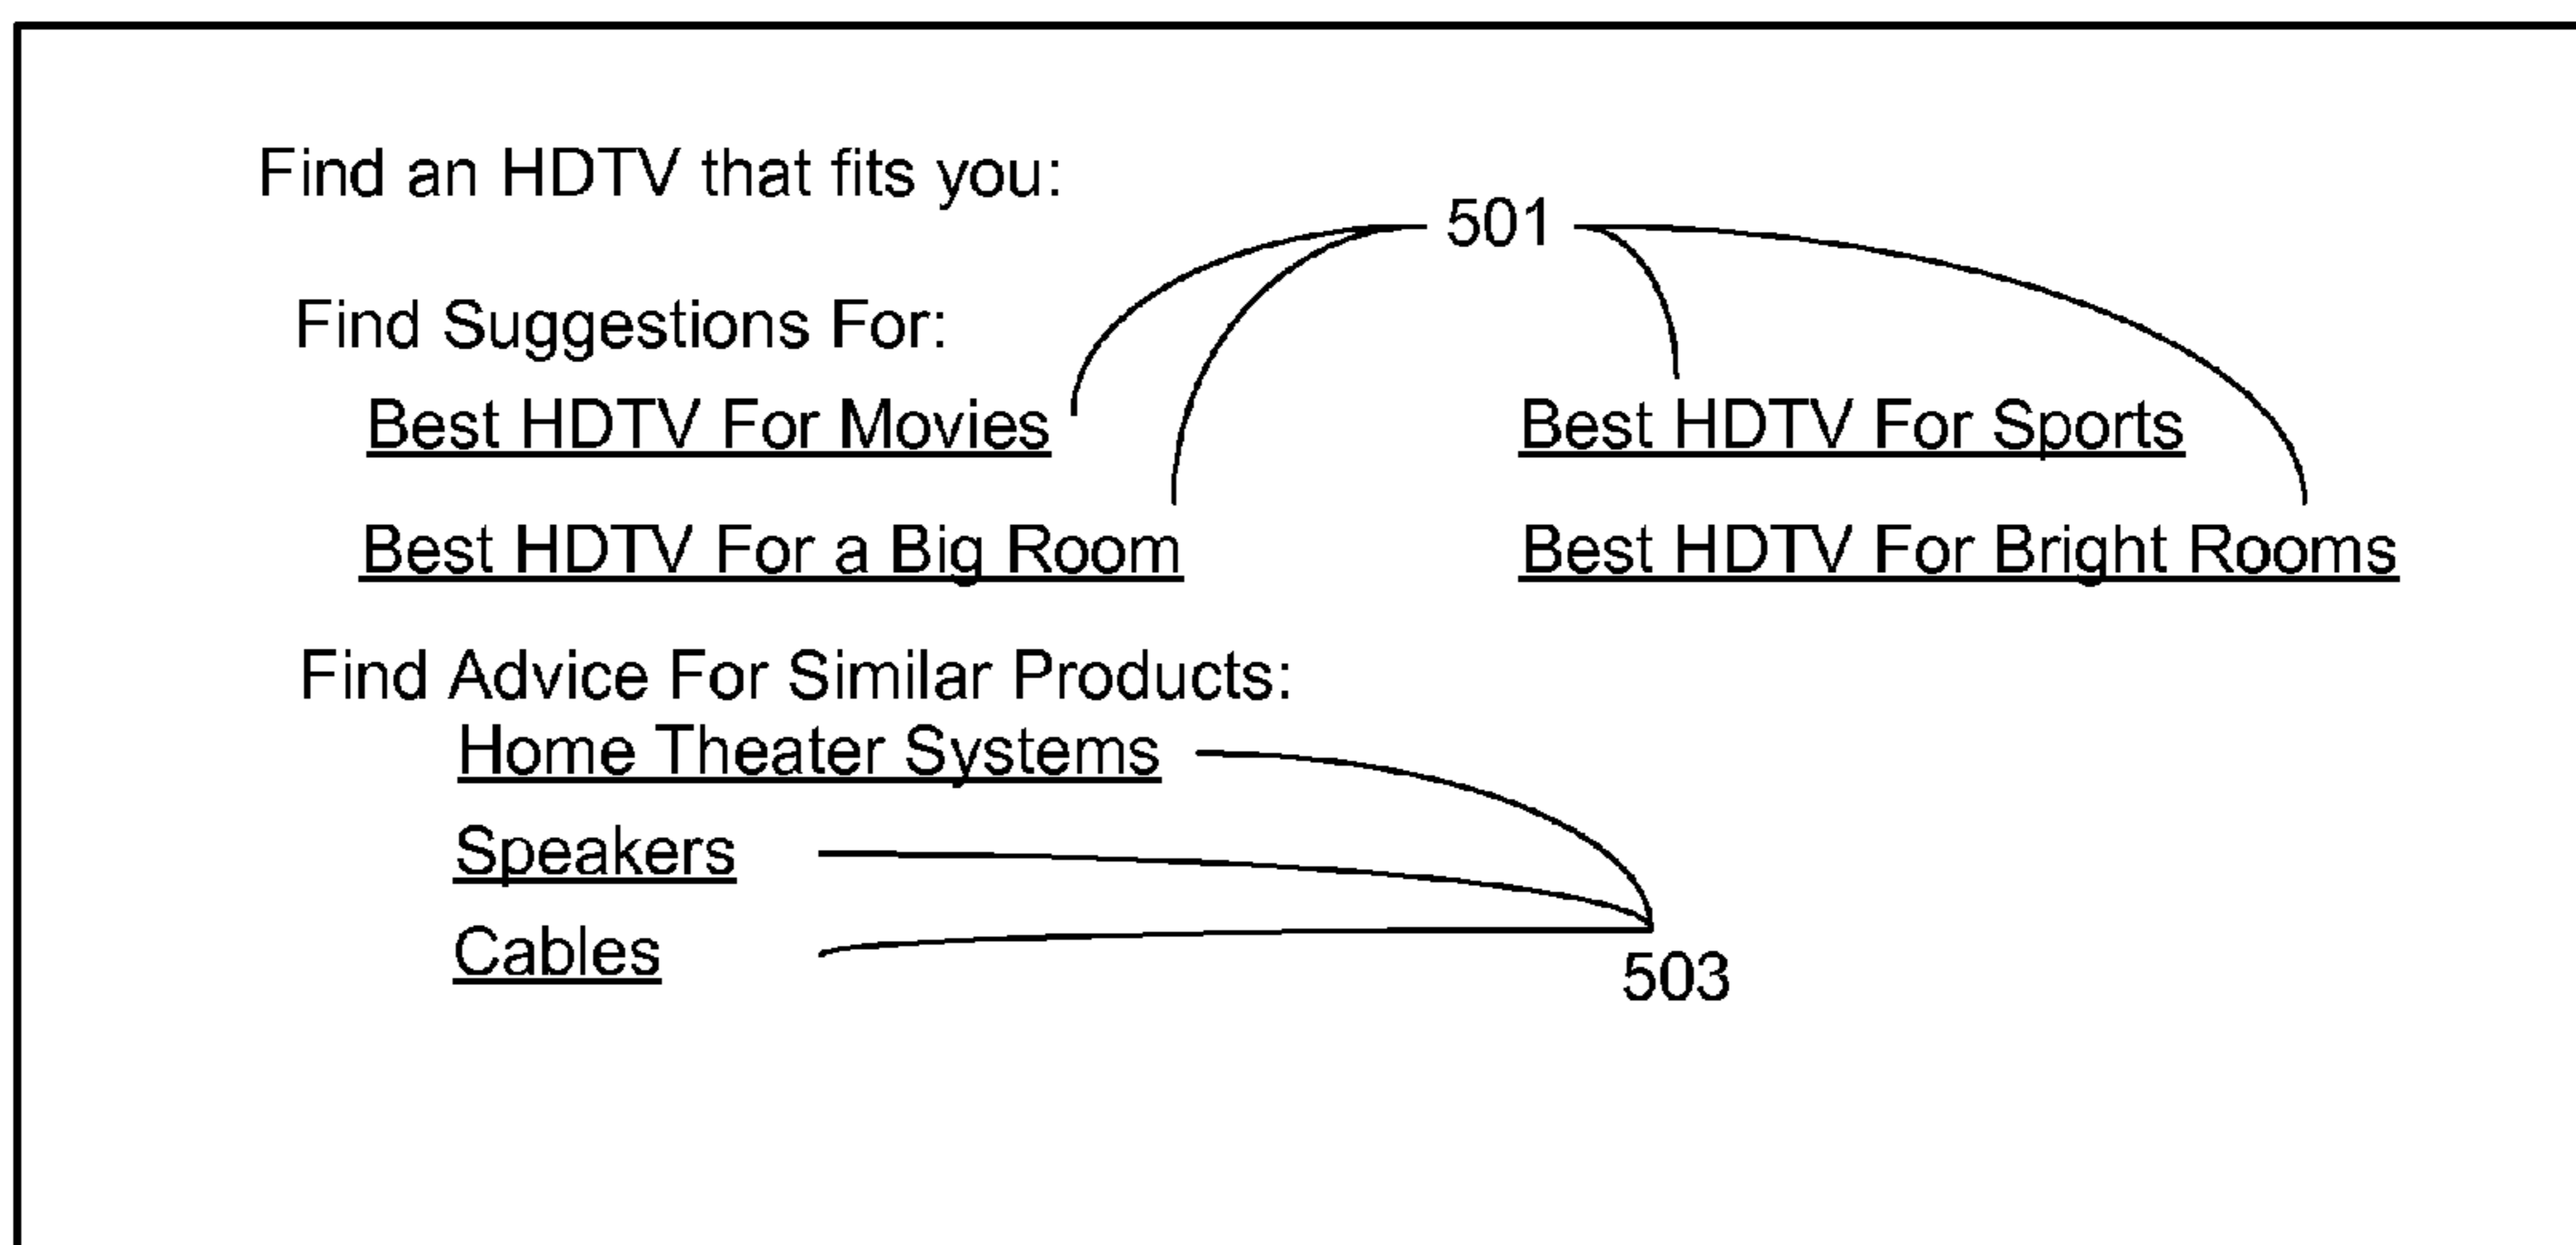 Find an HDTV that fits you:
501
Find Suggestions For:
Best HDTV For Movies
Best HDTV For Sports
Best HDTV For a Big Room
Best HDTV For Bright Rooms
Find Advice For Similar Products:
Home Theater Systems
Speakers
Cables
503